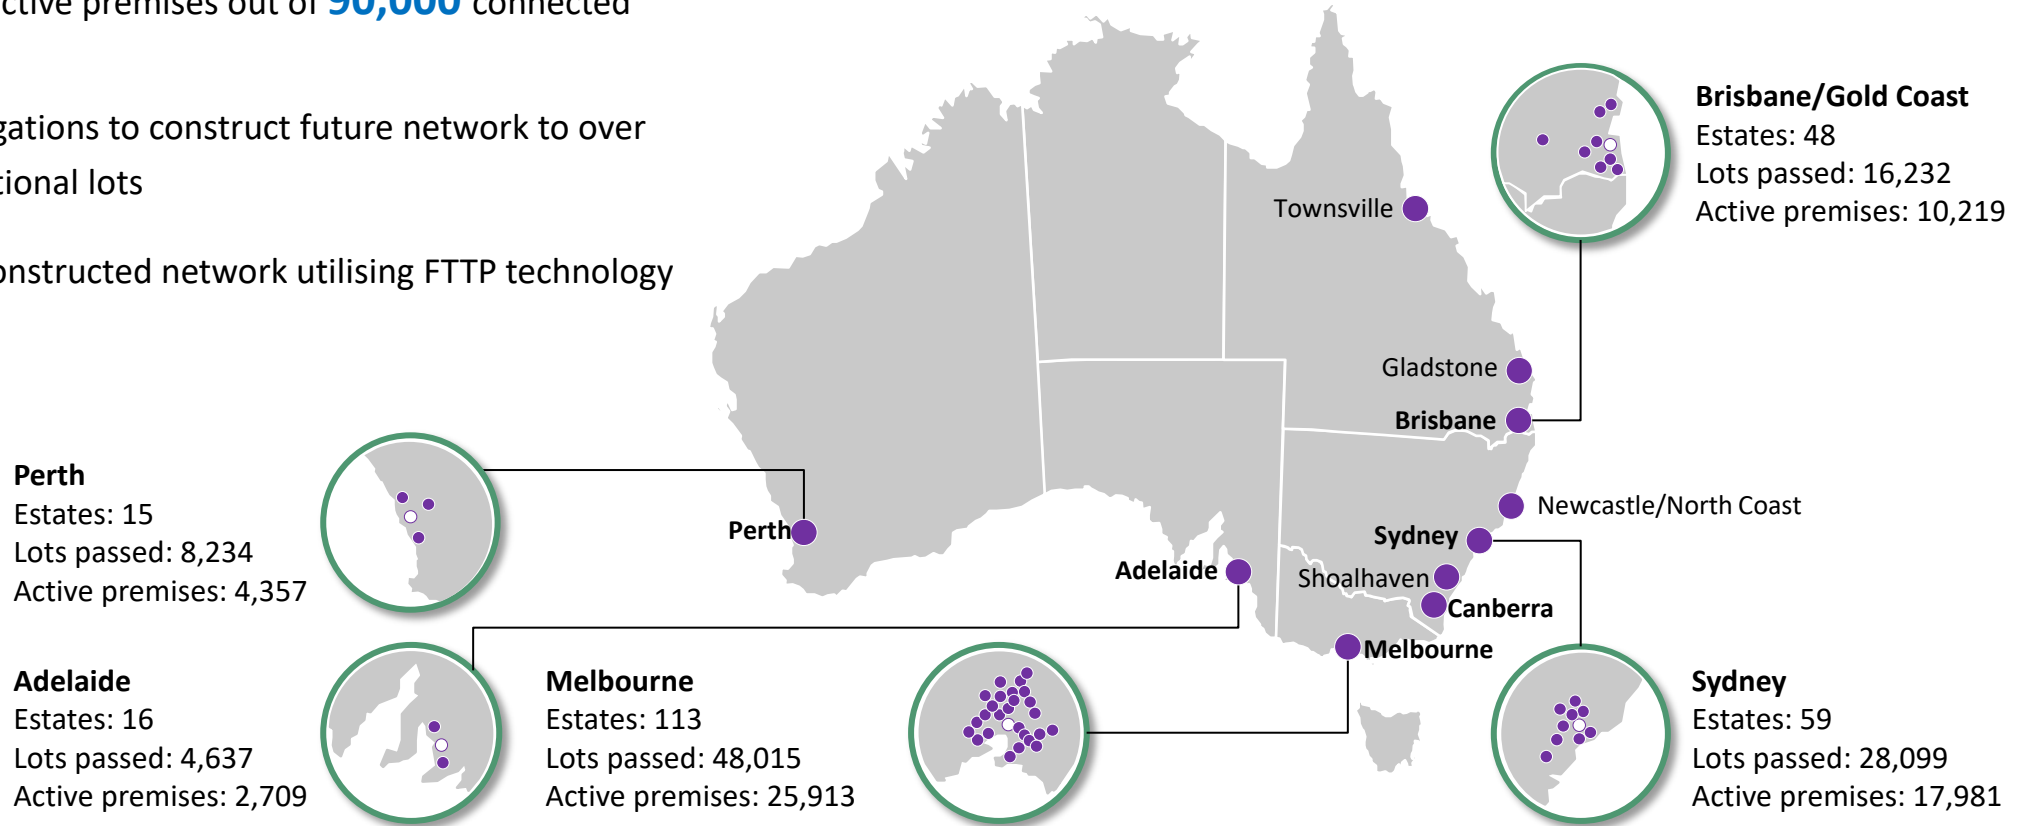 active premises out of 90,000 connected
gations to construct future network to over
tional lots
onstructed network utilising FTTP technology
Brisbane/Gold Coast
Estates: 48
Lots passed: 16,232
Active premises: 10,219
Townsville
Gladstone
Brisbane
Newcastle/North Coast
Sydney
Shoalhaven
Canberra
Melbourne
Perth
Adelaide
Perth
Estates: 15
Lots passed: 8,234
Active premises: 4,357
Adelaide
Estates: 16
Lots passed: 4,637
Active premises: 2,709
Melbourne
Estates: 113
Lots passed: 48,015
Active premises: 25,913
Sydney
Estates: 59
Lots passed: 28,099
Active premises: 17,981